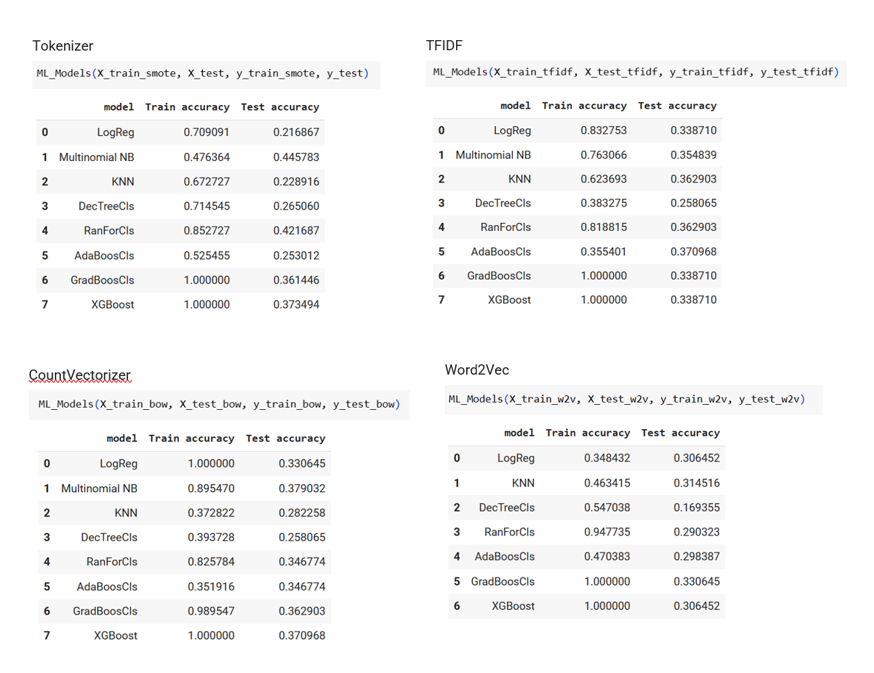 Tokenizer
ML_Models(X_train_smote, X_test, y_train_smote, y_test)
model Train accuracy Test accuracy
0 LogReg 0.709091 0.216867
1 Multinomial NB 0.476364 0.445783
2 KNN 0.672727 0.228916
3 DecTreeCls 0.714545 0.265060
4 RanForCls 0.852727 0.421687
5 AdaBoosCls 0.525455 0.253012
6 GradBoosCls 1.000000 0.361446
7 XGBoost 1.000000 0.373494
TFIDF
ML_Models(X_train_tfidf, X_test_tfidf, y_train_tfidf, y_test_tfidf)
model Train accuracy Test accuracy
0 LogReg 0.832753 0.338710
1 Multinomial NB 0.763066 0.354839
2 KNN 0.623693 0.362903
3 DecTreeCls 0.383275 0.258065
4 RanForCls 0.818815 0.362903
5 AdaBoosCls 0.355401 0.370968
6 GradBoosCls 1.000000 0.338710
7 XGBoost 1.000000 0.338710
CountVectorizer
ML_Models(X_train_bow, X_test_bow, y_train_bow, y_test_bow)
model Train accuracy Test accuracy
0 LogReg 1.000000 0.330645
1 Multinomial NB 0.895470 0.379032
2 KNN 0.372822 0.282258
3 DecTreeCls 0.393728 0.258065
4 RanForCls 0.825784 0.346774
5 AdaBoosCls 0.351916 0.346774
6 GradBoosCls 0.989547 0.362903
7 XGBoost 1.000000 0.370968
Word2Vec
ML_Models(X_train_w2v, X_test_w2v, y_train_w2v, y_test_w2v)
model Train accuracy Test accuracy
0 LogReg 0.348432 0.306452
1 KNN 0.463415 0.314516
2 DecTreeCls 0.547038 0.169355
3 RanForCls 0.947735 0.290323
4 AdaBoosCls 0.470383 0.298387
5 GradBoosCls 1.000000 0.330645
6 XGBoost 1.000000 0.306452